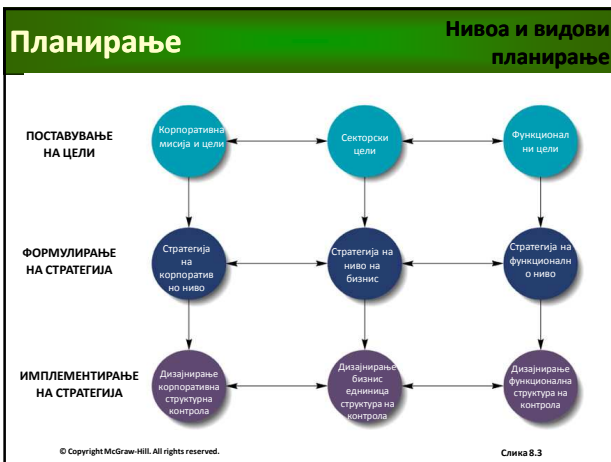 Планирање
Нивоа и видови
планирање
ПОСТАВУВАЊЕ
НА ЦЕЛИ
Корпоративна
мисија и цели
Секторски
цели
Функционал
ни цели
ФОРМУЛИРАЊЕ
НА СТРАТЕГИЈА
Стратегија
на
корпоратив
но ниво
Стратегија на
ниво на
бизнис
Стратегија на
функционалн
о ниво
ИМПЛЕМЕНТИРАЊЕ
НА СТРАТЕГИЈА
Дизајнирање
корпоративна
структурна
контрола
Дизајнирање
бизнис
едниница
структура на
контрола
Дизајнирање
функционална
структура на
контрола
© Copyright McGraw-Hill. All rights reserved.
Слика 8.3